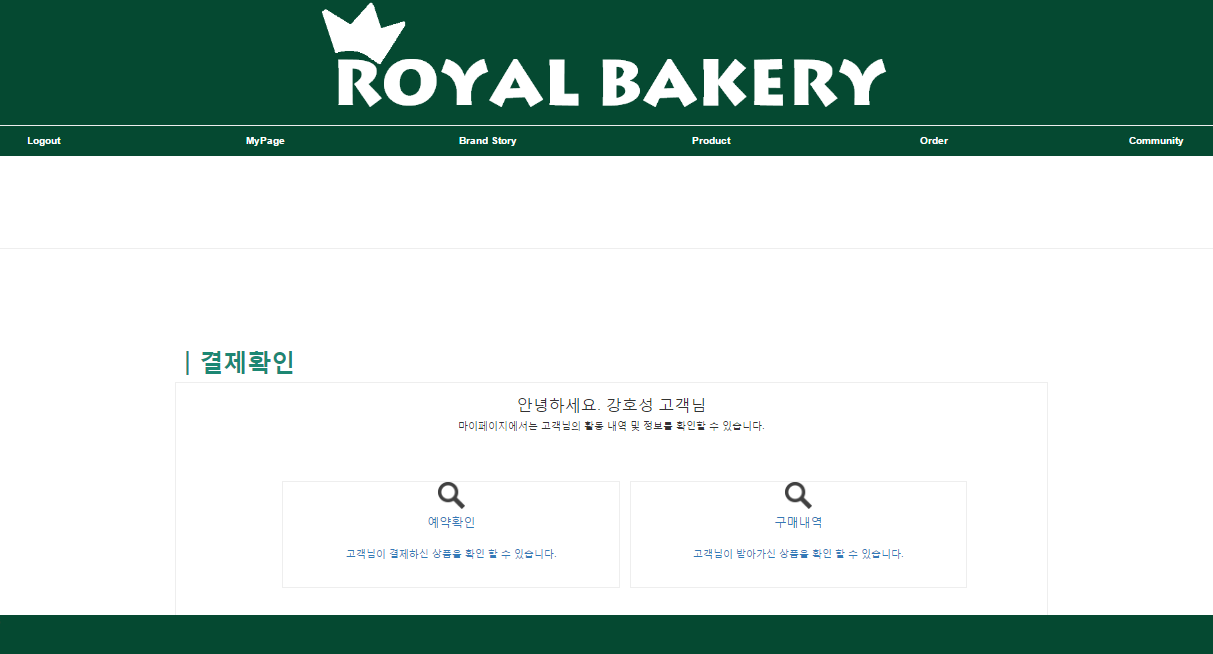 ROYAL BAKERY
Logout MyPage Brand Story Product Order Community
| 결제확인
안녕하세요. 강호성 고객님
마이페이지에서는 고객님의 활동 내역 및 정보를 확인할 수 있습니다.
예약확인
고객님이 결제하신 상품을 확인 할 수 있습니다.
구매내역
고객님이 받아가신 상품을 확인 할 수 있습니다.